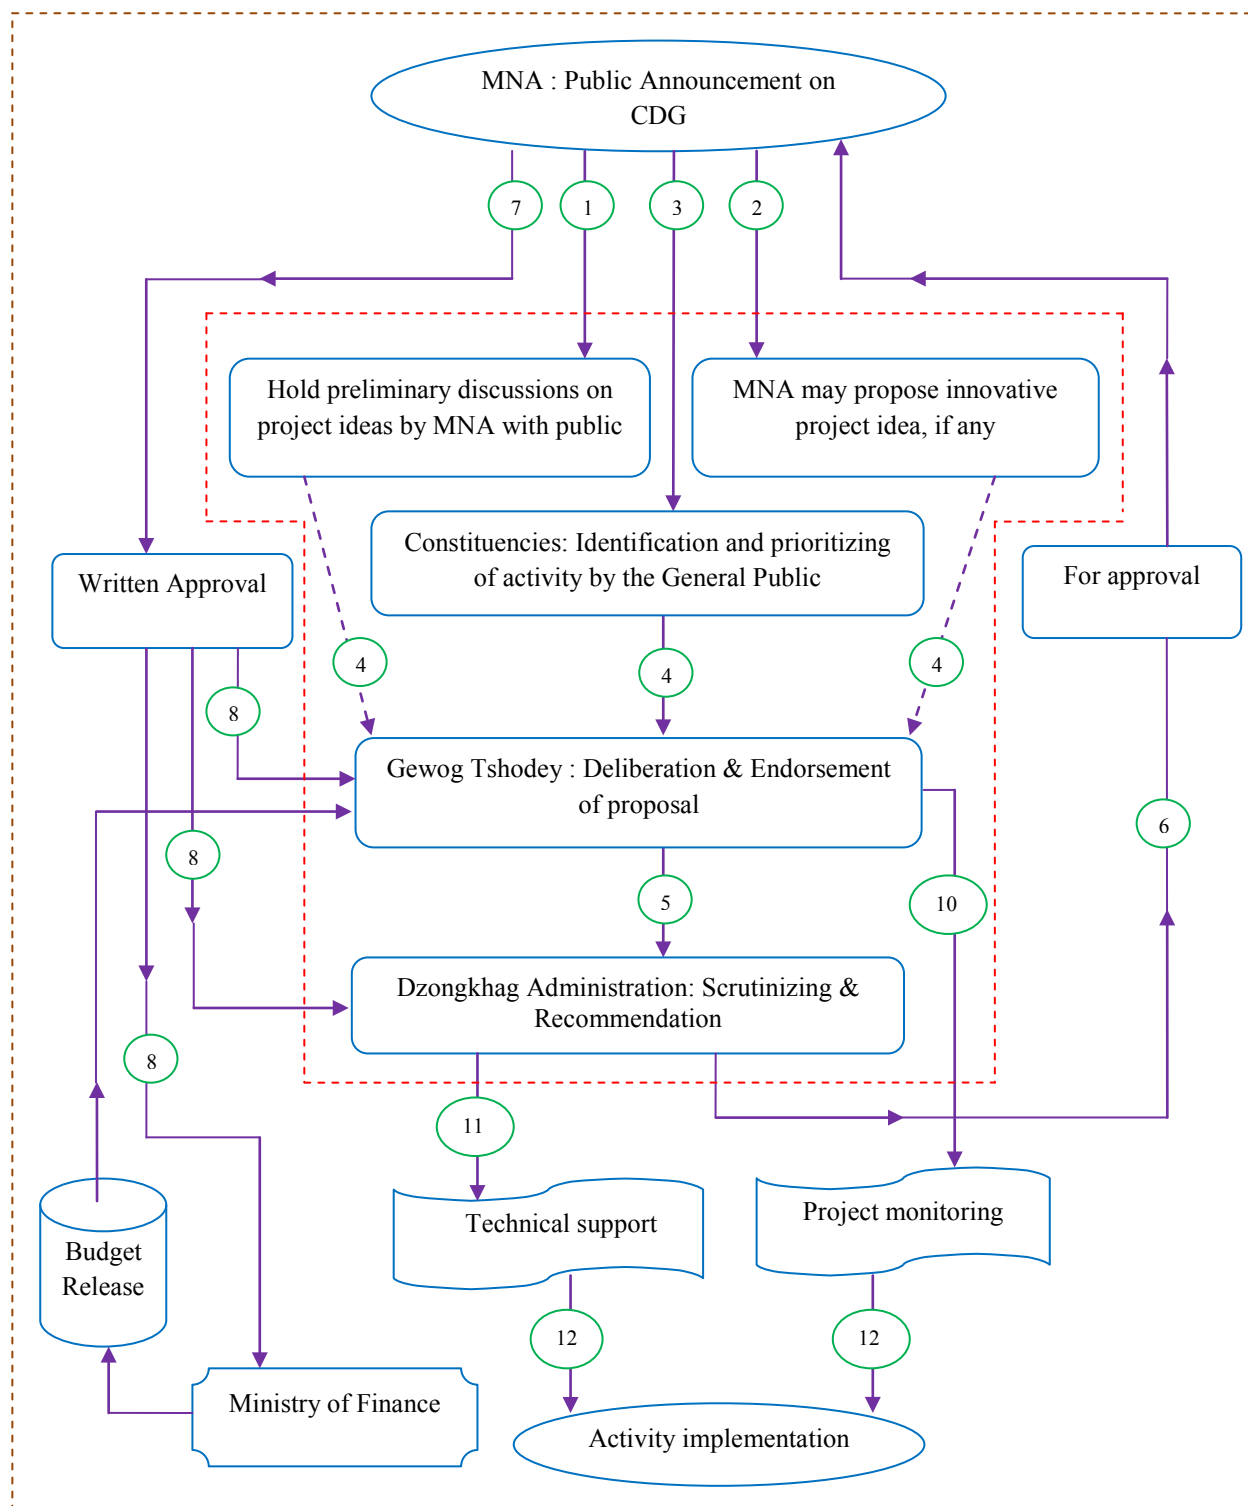 MNA : Public Announcement on
CDG
7
1
3
2
Hold preliminary discussions on
project ideas by MNA with public
MNA may propose innovative
project idea, if any
Constituencies: Identification and prioritizing
of activity by the General Public
Written Approval
For approval
4
4
4
8
Gewog Tshodey : Deliberation & Endorsement
of proposal
8
6
5
10
Dzongkhag Administration: Scrutinizing &
Recommendation
8
11
Technical support
Project monitoring
Budget
Release
12
12
Ministry of Finance
Activity implementation